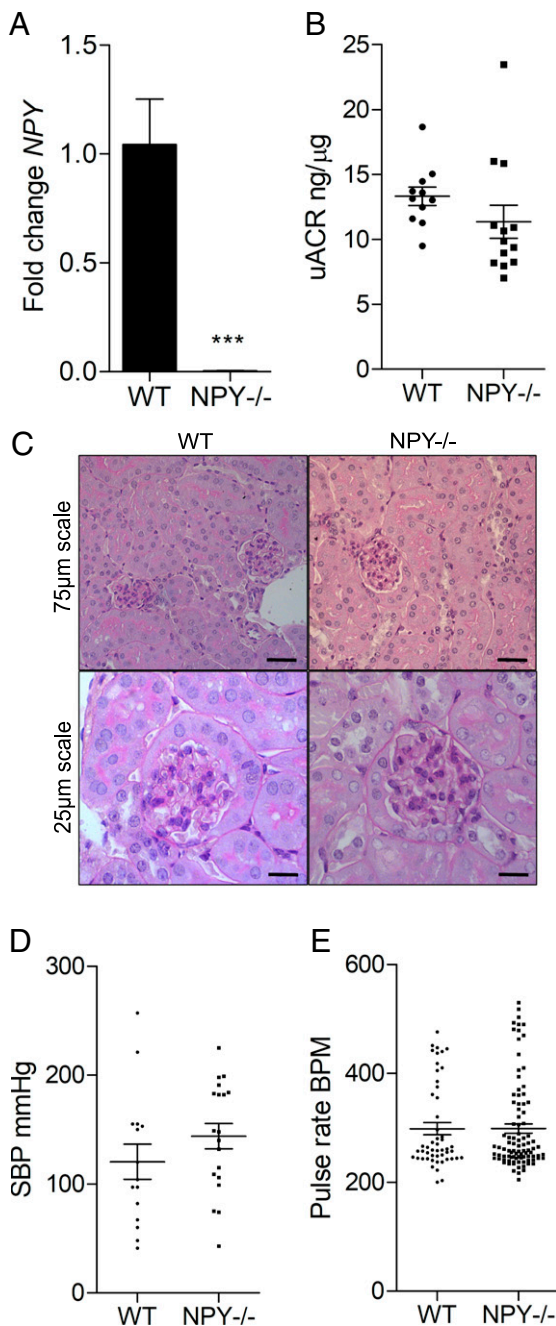 A
Fold change NPY
1.5
1.0
0.5
0.0
***
WT NPY-/-
B
uACR ng/μg
25
20
15
10
5
0
WT NPY-/-
C
WT NPY-/-
75μm scale
25μm scale
D
SBP mmHg
300
200
100
0
WT NPY-/-
E
Pulse rate BPM
600
400
200
0
WT NPY-/-